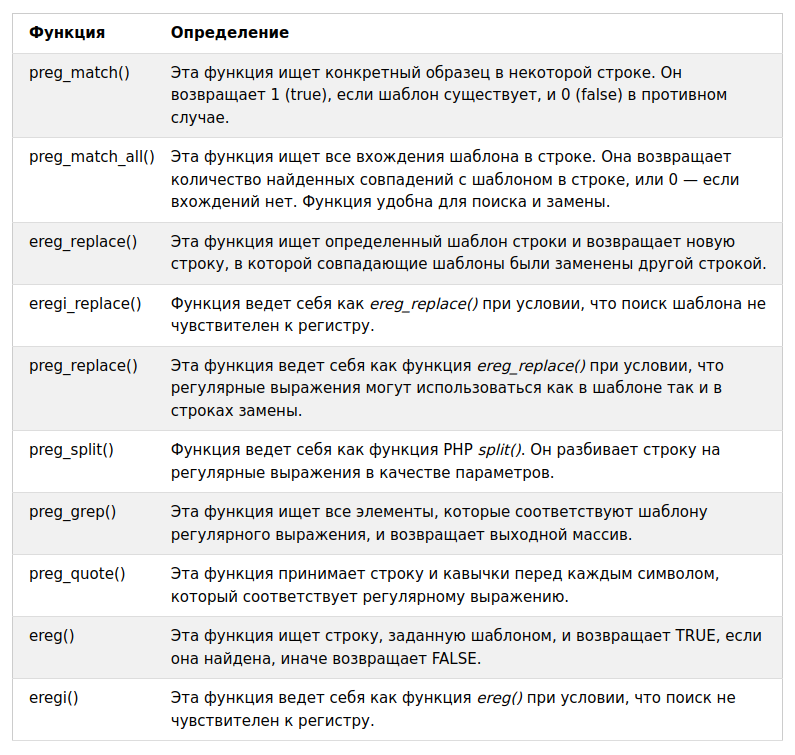 Функция Определение
preg_match() Эта функция ищет конкретный образец в некоторой строке. Он
возвращает 1 (true), если шаблон существует, и 0 (false) в противном
случае.
preg_match_all() Эта функция ищет все вхождения шаблона в строке. Она возвращает
количество найденных совпадений с шаблоном в строке, или 0 — если
вхождений нет. Функция удобна для поиска и замены.
ereg_replace() Эта функция ищет определенный шаблон строки и возвращает новую
строку, в которой совпадающие шаблоны были заменены другой строкой.
eregi_replace() Функция ведет себя как ereg_replace() при условии, что поиск шаблона не
чувствителен к регистру.
preg_replace() Эта функция ведет себя как функция ereg_replace() при условии, что
регулярные выражения могут использоваться как в шаблоне так и в
строках замены.
preg_split() Функция ведет себя как функция PHP split(). Он разбивает строку на
регулярные выражения в качестве параметров.
preg_grep() Эта функция ищет все элементы, которые соответствуют шаблону
регулярного выражения, и возвращает выходной массив.
preg_quote() Эта функция принимает строку и кавычки перед каждым символом,
который соответствует регулярному выражению.
ereg() Эта функция ищет строку, заданную шаблоном, и возвращает TRUE, если
она найдена, иначе возвращает FALSE.
eregi() Эта функция ведет себя как функция ereg() при условии, что поиск не
чувствителен к регистру.